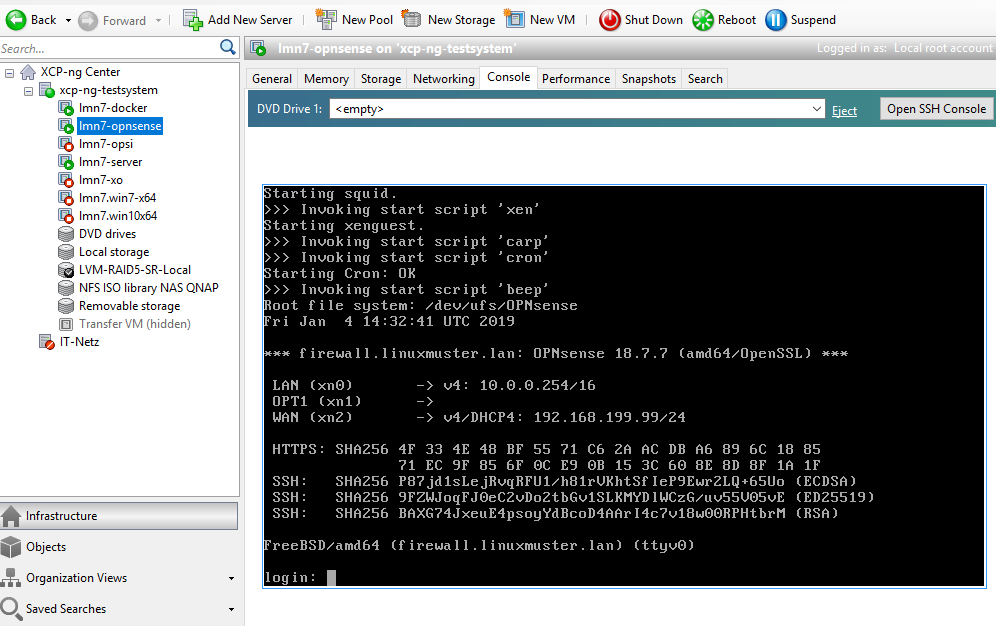 Back Forward Add New Server New Pool New Storage New VM Shut Down Reboot Suspend
Search...
lmn7-opnsense on 'xcp-ng-testsystem' Logged in as: Local root account
XCP-ng Center
xcp-ng-testsystem
lmn7-docker
lmn7-opnsense
lmn7-opsi
lmn7-server
lmn7-xo
lmn7.win7-x64
lmn7.win10x64
DVD drives
Local storage
LVM-RAID5-SR-Local
NFS ISO library NAS QNAP
Removable storage
Transfer VM (hidden)
IT-Netz
Infrastructure
Objects
Organization Views
Saved Searches
General Memory Storage Networking Console Performance Snapshots Search
DVD Drive 1: <empty> Eject Open SSH Console
Starting squid.
>>> Invoking start script 'xen'
Starting xenguest.
>>> Invoking start script 'carp'
>>> Invoking start script 'cron'
Starting Cron: OK
>>> Invoking start script 'beep'
Root file system: /dev/ufs/OPNsense
Fri Jan  4 14:32:41 UTC 2019
*** firewall.linuxmuster.lan: OPNsense 18.7.7 (amd64/OpenSSL) ***
LAN (xn0)       -> v4: 10.0.0.254/16
OPT1 (xn1)      ->
WAN (xn2)       -> v4/DHCP4: 192.168.199.99/24
HTTPS: SHA256 4F 33 4E 48 BF 55 71 C6 2A AC DB A6 89 6C 18 85
71 EC 9F 85 6F 0C E9 0B 15 3C 60 8E 8D 8F 1A 1F
SSH:   SHA256 P87jd1sLejRvqRFU1/h81rVKhtSfIeP9Ewr2LQ+65Uo (ECDSA)
SSH:   SHA256 9FZWJoqFJ0eC2vDo2tbGv1SLKMYDlWCzG/uv55V05vE (ED25519)
SSH:   SHA256 BAXG74JxeuE4psoyYdBcoD4AArI4c7v18w00RPHtbrM (RSA)
FreeBSD/amd64 (firewall.linuxmuster.lan) (ttyv0)
login: